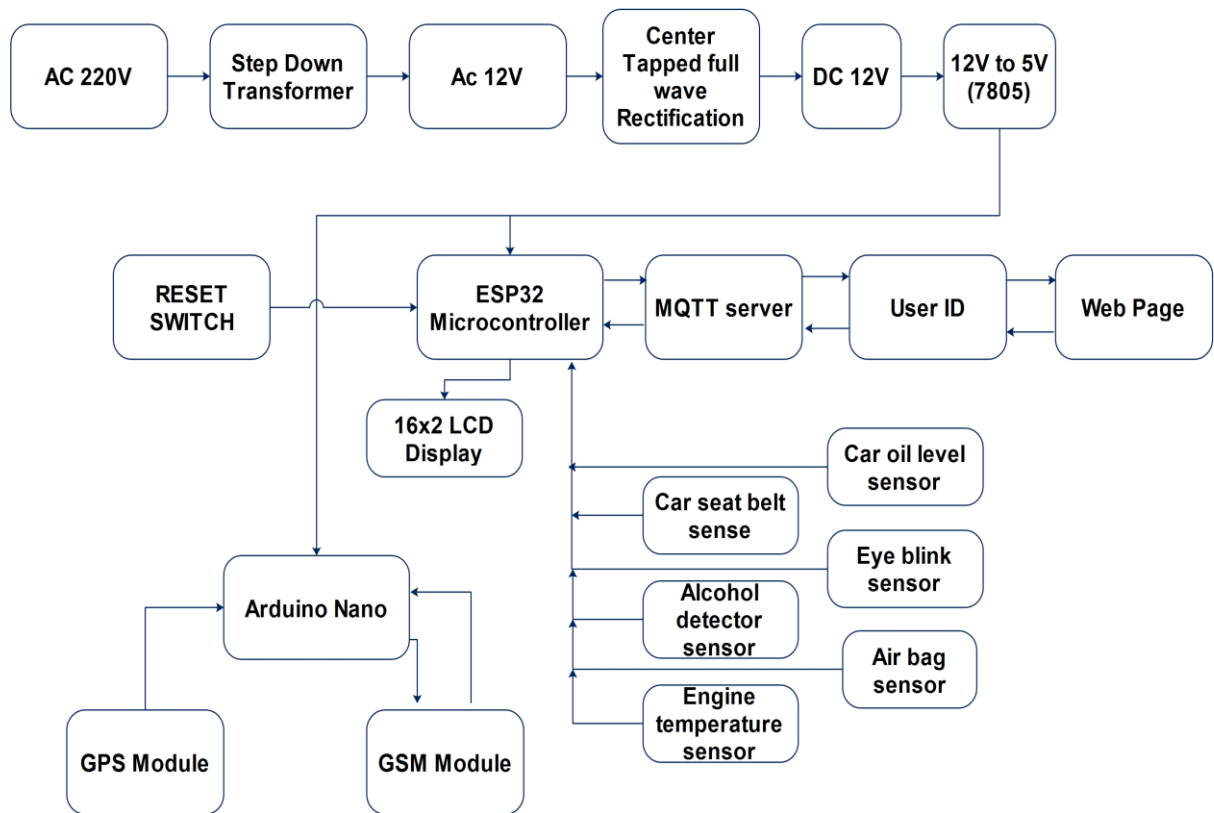 AC 220V
Step Down
Transformer
Ac 12V
Center
Tapped full
wave
Rectification
DC 12V
12V to 5V
(7805)
RESET
SWITCH
ESP32
Microcontroller
MQTT server
User ID
Web Page
16x2 LCD
Display
Car oil level
sensor
Car seat belt
sense
Eye blink
sensor
Arduino Nano
Alcohol
detector
sensor
Air bag
sensor
Engine
temperature
sensor
GPS Module
GSM Module